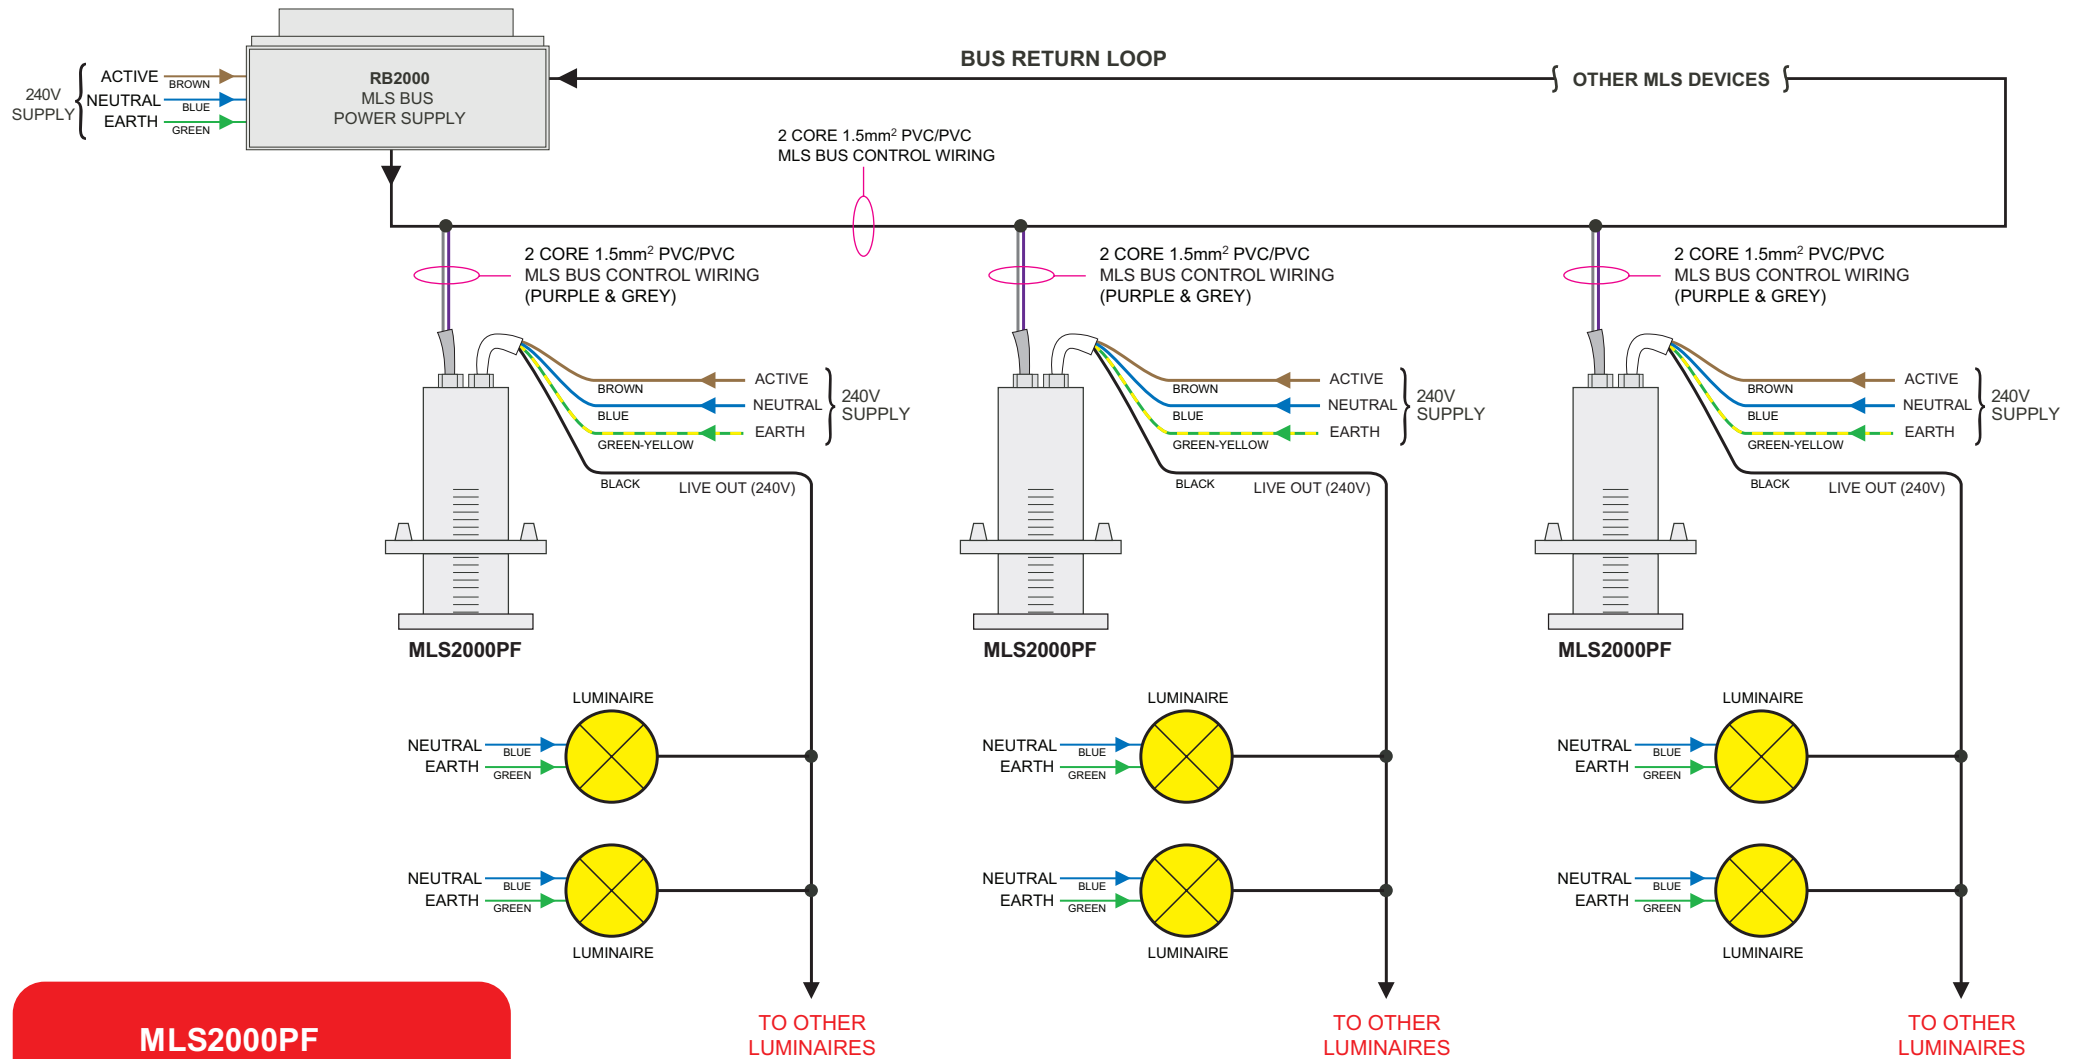 BUS RETURN LOOP
OTHER MLS DEVICES
240V
SUPPLY
ACTIVE
BROWN
NEUTRAL
BLUE
EARTH
GREEN
RB2000
MLS BUS
POWER SUPPLY
2 CORE 1.5mm² PVC/PVC
MLS BUS CONTROL WIRING
2 CORE 1.5mm² PVC/PVC
MLS BUS CONTROL WIRING
(PURPLE & GREY)
2 CORE 1.5mm² PVC/PVC
MLS BUS CONTROL WIRING
(PURPLE & GREY)
2 CORE 1.5mm² PVC/PVC
MLS BUS CONTROL WIRING
(PURPLE & GREY)
BROWN
ACTIVE
BLUE
NEUTRAL
GREEN-YELLOW
EARTH
240V
SUPPLY
BLACK
LIVE OUT (240V)
BROWN
ACTIVE
BLUE
NEUTRAL
GREEN-YELLOW
EARTH
240V
SUPPLY
BLACK
LIVE OUT (240V)
BROWN
ACTIVE
BLUE
NEUTRAL
GREEN-YELLOW
EARTH
240V
SUPPLY
BLACK
LIVE OUT (240V)
MLS2000PF
MLS2000PF
MLS2000PF
LUMINAIRE
NEUTRAL
BLUE
EARTH
GREEN
LUMINAIRE
NEUTRAL
BLUE
EARTH
GREEN
LUMINAIRE
NEUTRAL
BLUE
EARTH
GREEN
NEUTRAL
BLUE
EARTH
GREEN
LUMINAIRE
NEUTRAL
BLUE
EARTH
GREEN
LUMINAIRE
NEUTRAL
BLUE
EARTH
GREEN
LUMINAIRE
TO OTHER
LUMINAIRES
TO OTHER
LUMINAIRES
TO OTHER
LUMINAIRES
MLS2000PF